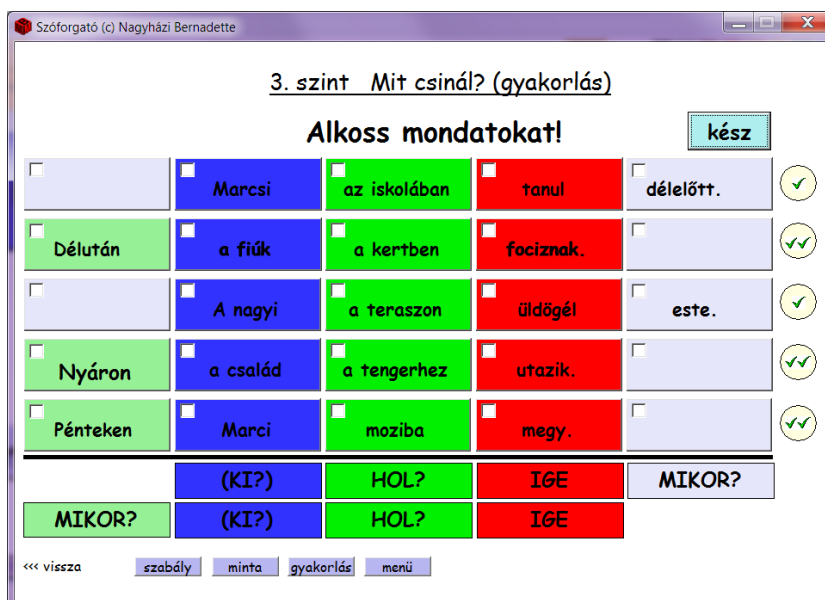 Szóforgató (c) Nagyházi Bernadette
3. szint Mit csinál? (gyakorlás)
Alkoss mondatokat!
kész
Marcsi az iskolában tanul délelőtt.
Délután a fiúk a kertben fociznak.
A nagyi a teraszon üldögél este.
Nyáron a család a tengerhez utazik.
Pénteken Marci moziba megy.
(KI?) HOL? IGE MIKOR?
MIKOR? (KI?) HOL? IGE
<<< vissza szabály minta gyakorlás menü